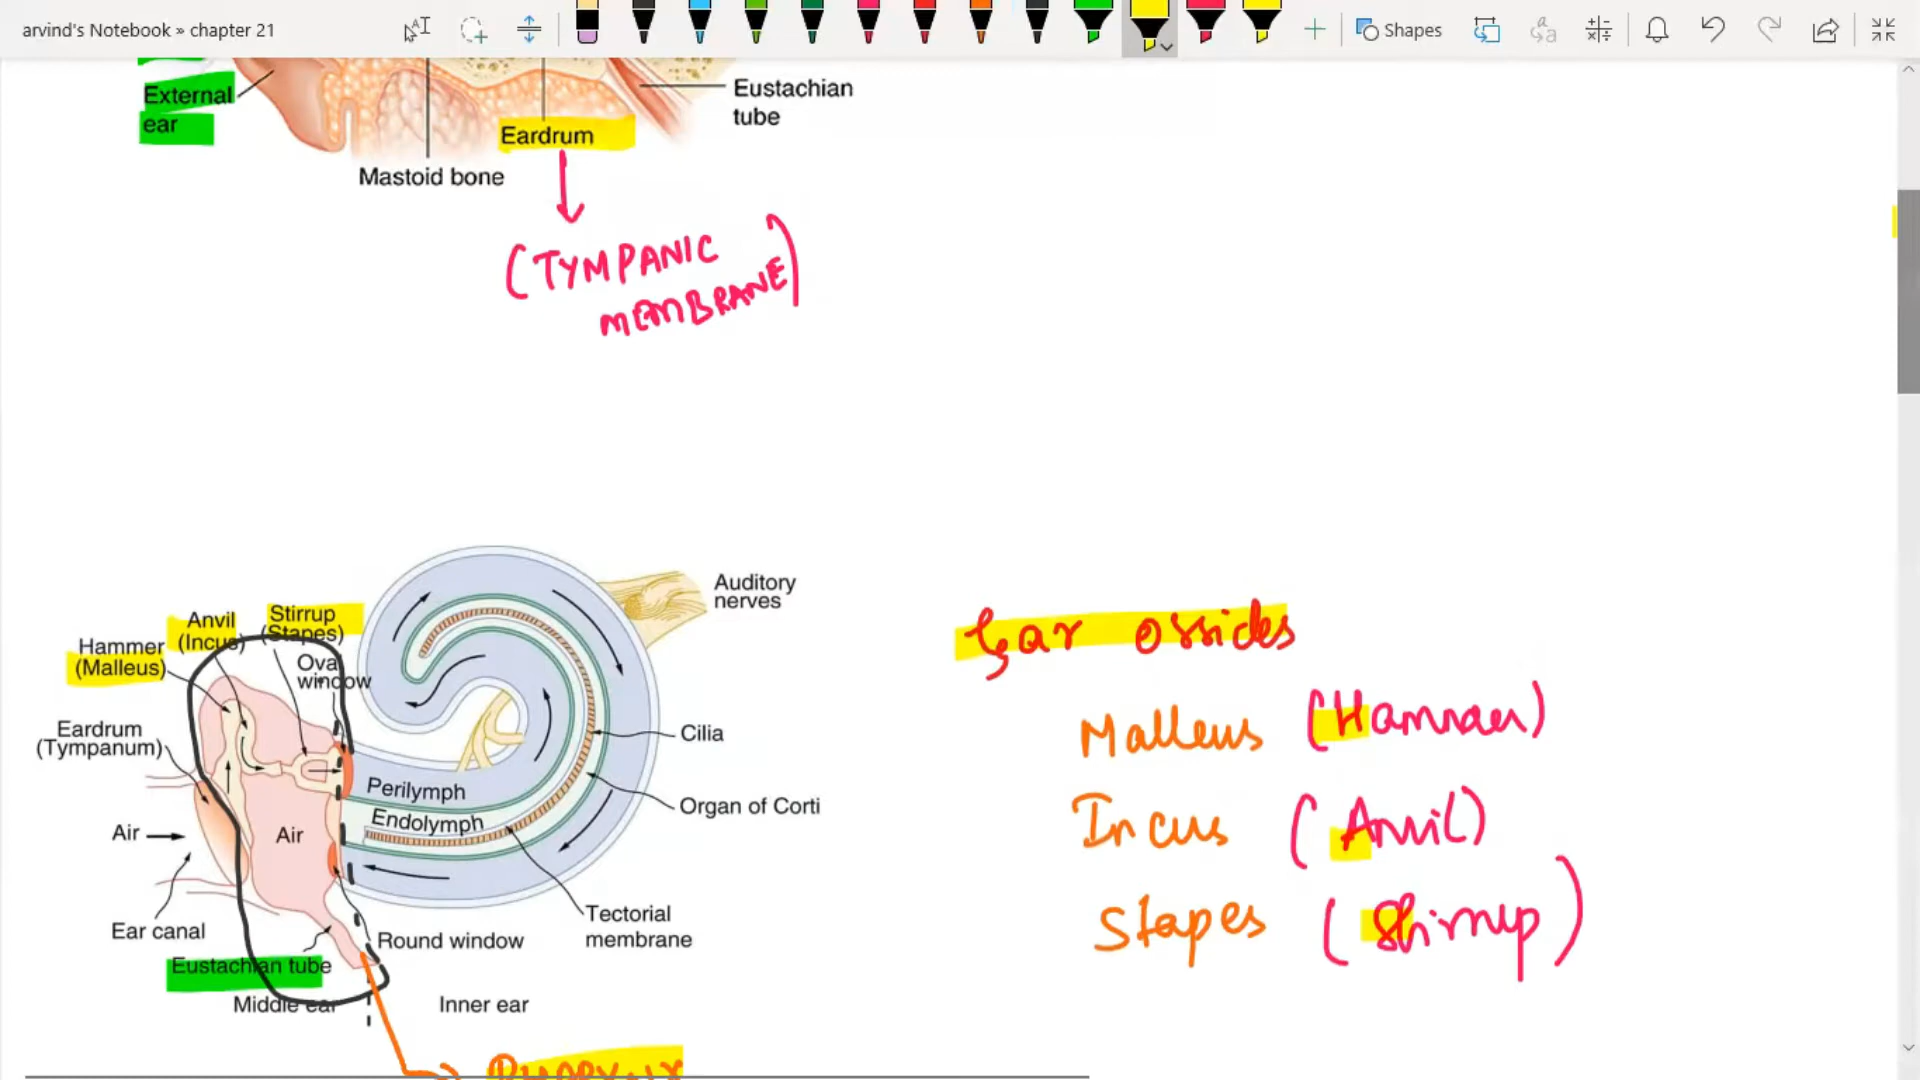 arvind's Notebook » chapter 21
Shapes
External
ear
Eustachian
tube
Eardrum
Mastoid bone
(TYMPANIC
MEMBRANE)
Auditory
nerves
Stirrup
(Stapes)
Anvil
(Incus)
Hammer
(Malleus)
Oval
window
Eardrum
(Tympanum)
Cilia
Perilymph
Organ of Corti
Endolymph
Air
Air
Tectorial
membrane
Ear canal
Round window
Eustachian tube
Middle ear
Inner ear
Ear ossicles
Malleus (Hammer)
Incus (Anvil)
Stapes (Stirrup)